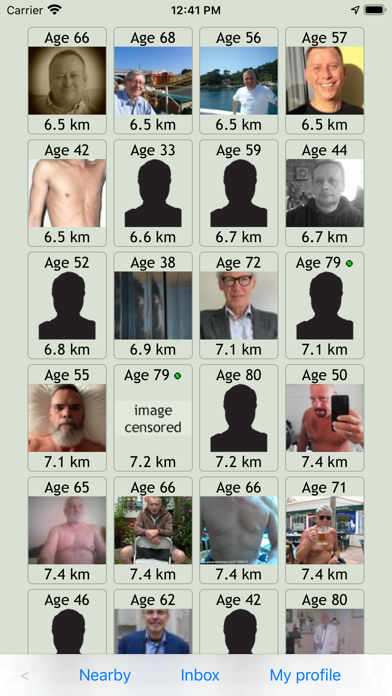 Carrier 12:41 PM
Age 66 Age 68 Age 56 Age 57
6.5 km 6.5 km 6.5 km 6.5 km
Age 42 Age 33 Age 59 Age 44
6.5 km 6.6 km 6.7 km 6.7 km
Age 52 Age 38 Age 72 Age 79
6.8 km 6.9 km 7.1 km 7.1 km
Age 55 Age 79 Age 80 Age 50
image
censored
7.1 km 7.2 km 7.2 km 7.4 km
Age 65 Age 66 Age 66 Age 71
7.4 km 7.4 km 7.4 km 7.4 km
Age 46 Age 62 Age 42 Age 80
< Nearby Inbox My profile